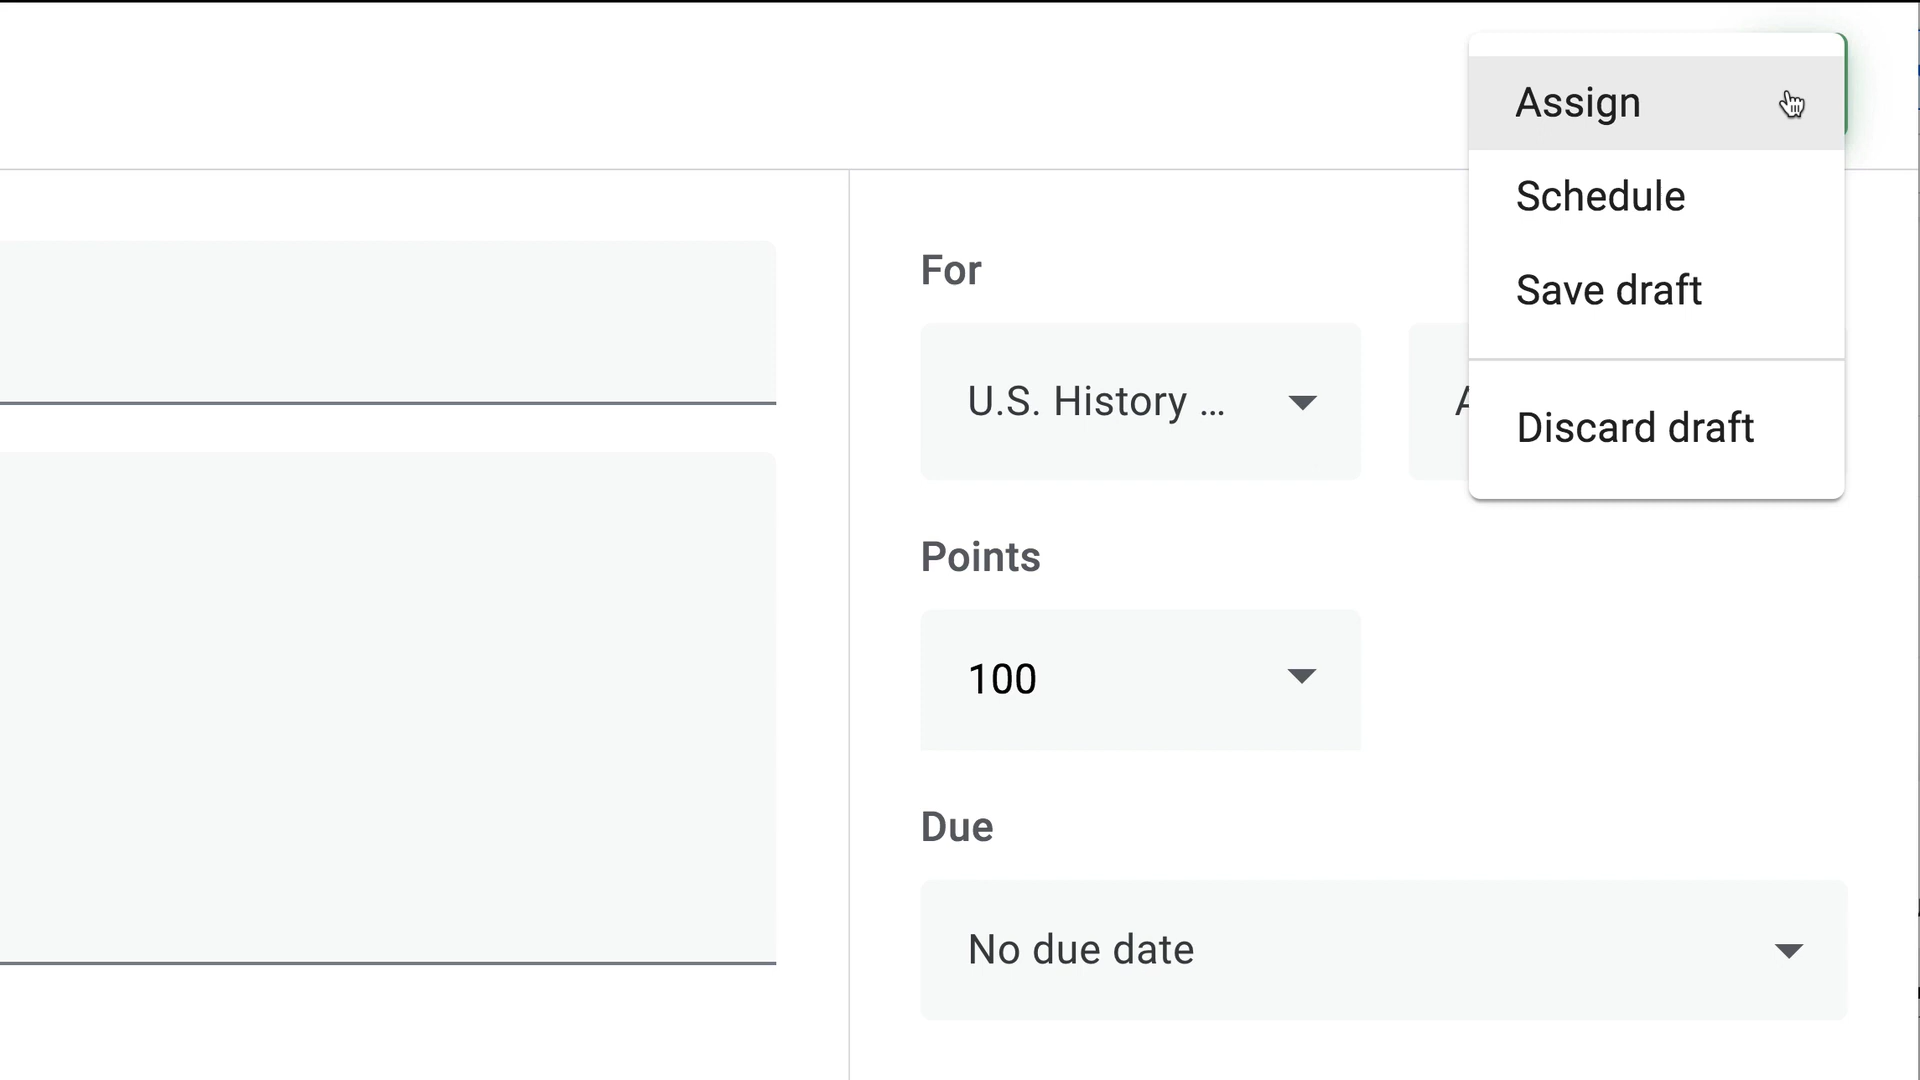 Assign
Schedule
Save draft
Discard draft
For
U.S. History ...
Points
100
Due
No due date